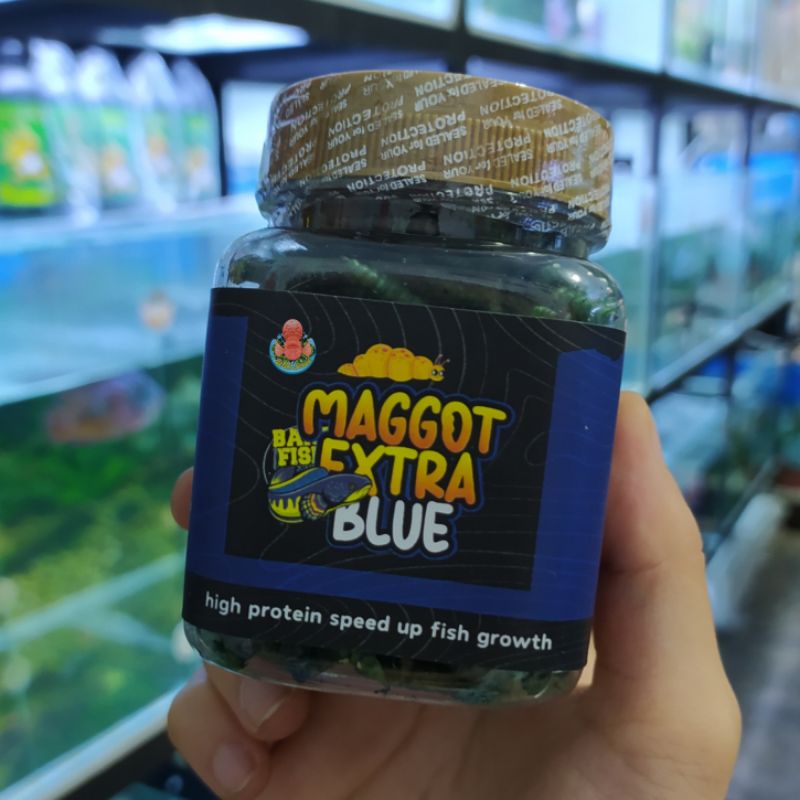 SEALED for YOUR
PROTECTION
MAGGOT
EXTRA
BLUE
high protein speed up fish growth